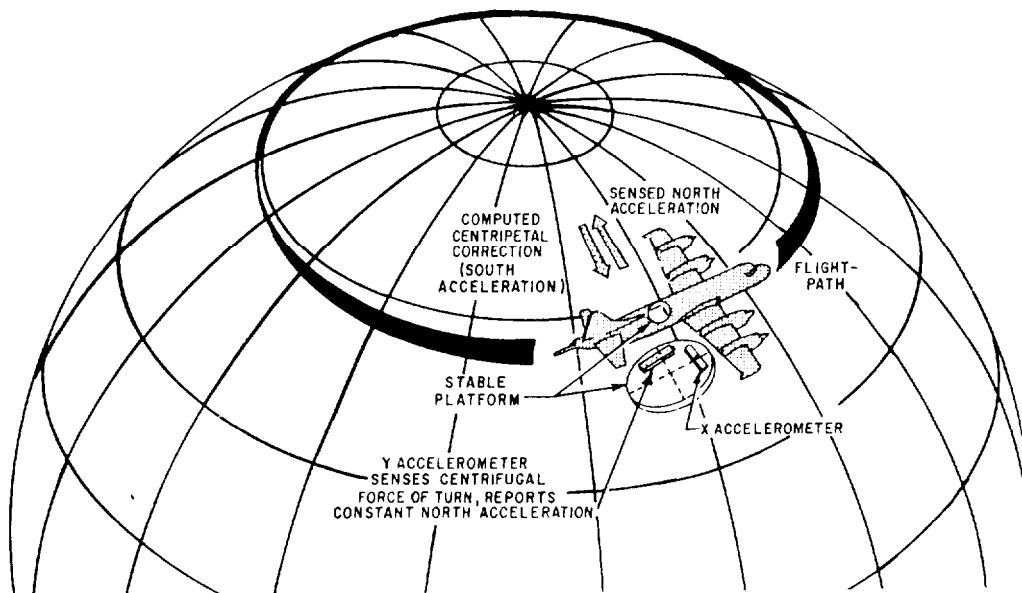 SENSED NORTH
ACCELERATION
COMPUTED
CENTRIPETAL
CORRECTION
(SOUTH
ACCELERATION)
FLIGHT-
PATH
STABLE
PLATFORM
X ACCELEROMETER
Y ACCELEROMETER
SENSES CENTRIFUGAL
FORCE OF TURN, REPORTS
CONSTANT NORTH ACCELERATION